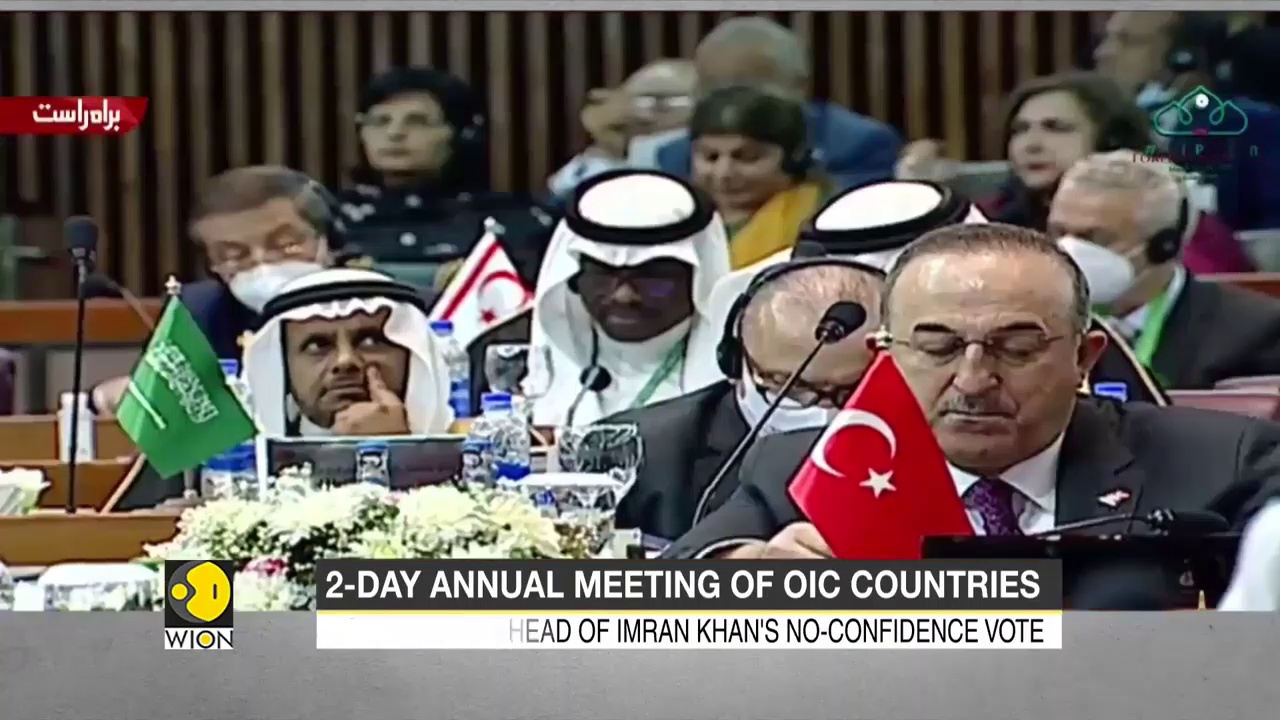 براہ راست
2-DAY ANNUAL MEETING OF OIC COUNTRIES
HEAD OF IMRAN KHAN'S NO-CONFIDENCE VOTE
WION